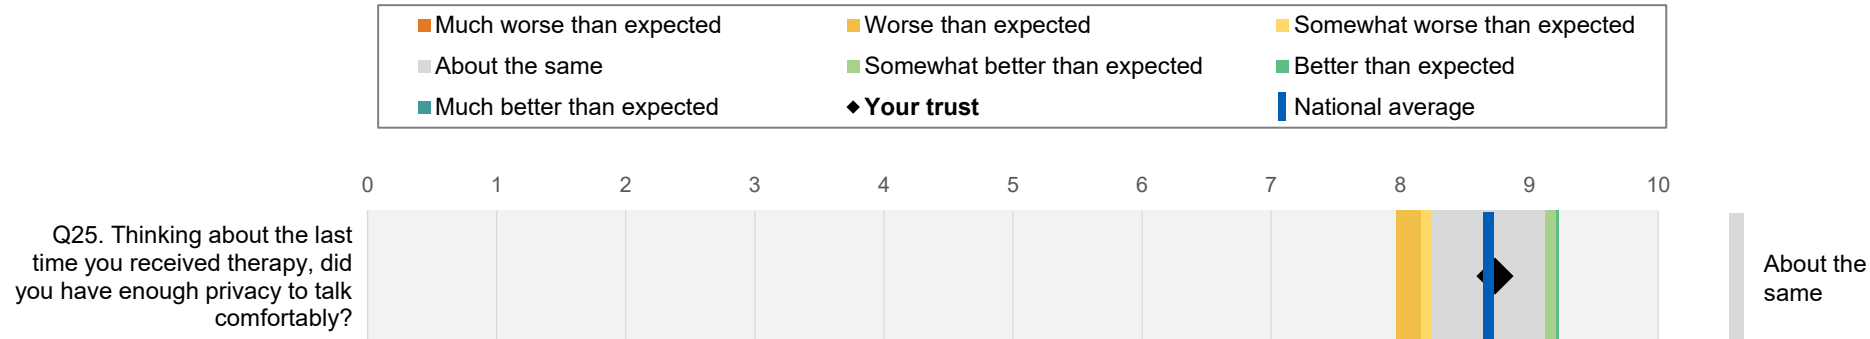 Much worse than expected Worse than expected Somewhat worse than expected
About the same Somewhat better than expected Better than expected
Much better than expected Your trust National average
0 1 2 3 4 5 6 7 8 9 10
Q25. Thinking about the last
time you received therapy, did
you have enough privacy to talk
comfortably?
About the
same